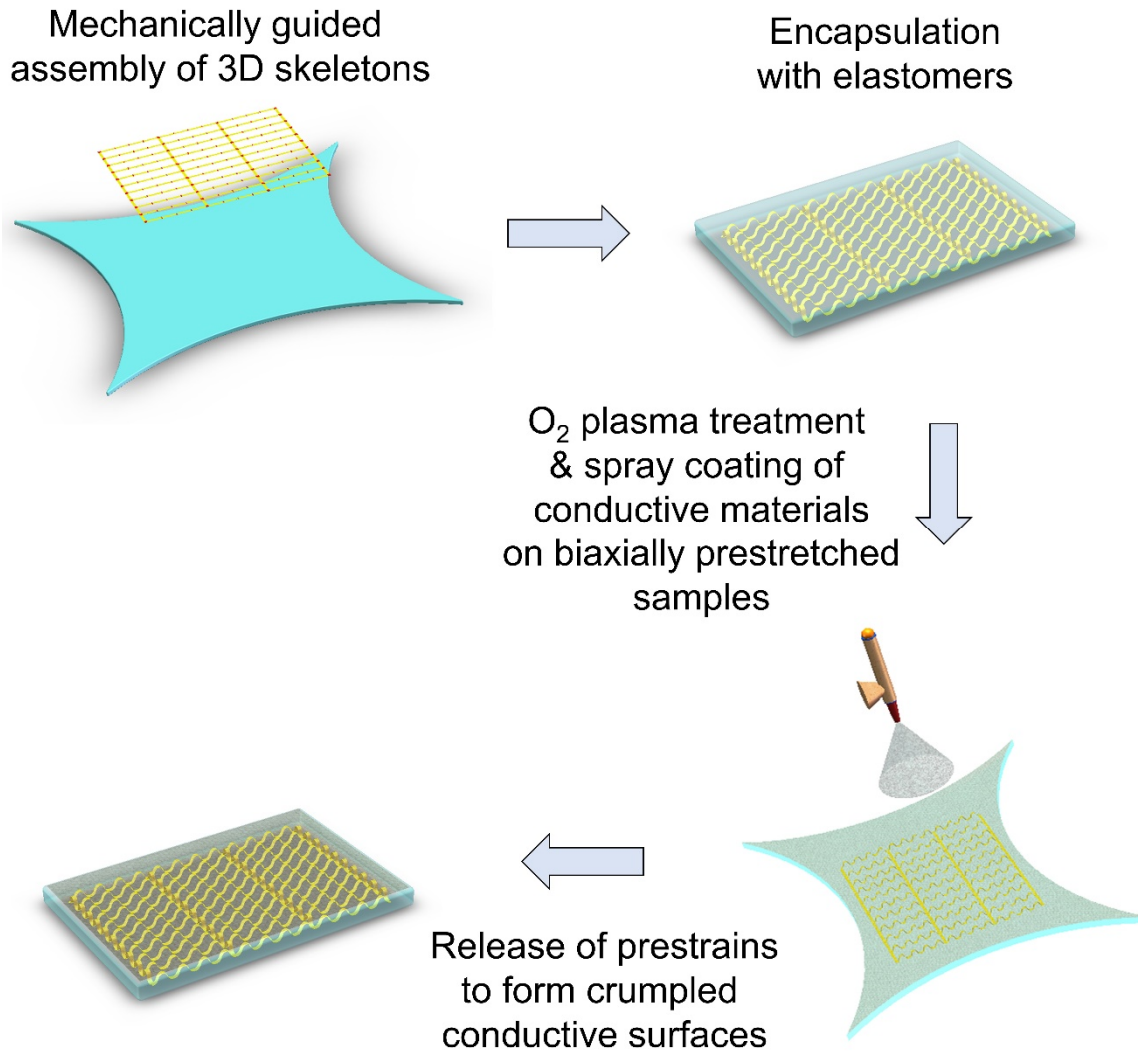 Mechanically guided
assembly of 3D skeletons
Encapsulation
with elastomers
O₂ plasma treatment
& spray coating of
conductive materials
on biaxially prestretched
samples
Release of prestrains
to form crumpled
conductive surfaces